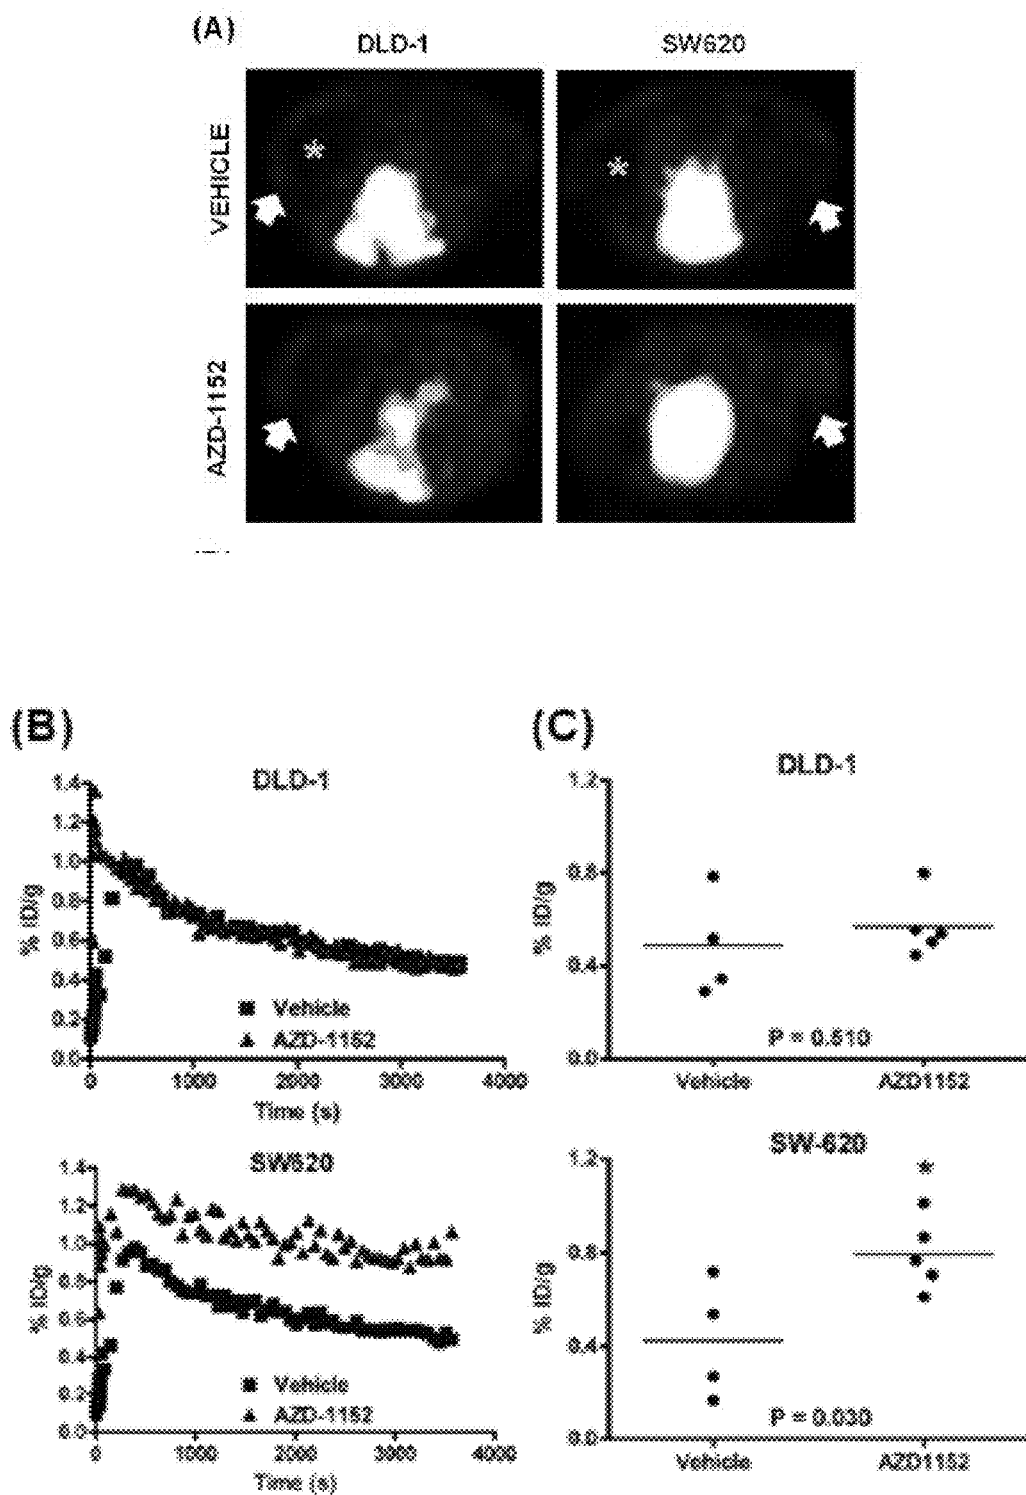 (A)
DLD-1
SW620
VEHICLE
*
*
AZD-1152
(B)
DLD-1
1.4
1.2
1.0
0.8
0.6
0.4
0.2
0.0
% ID/g
■ Vehicle
▲ AZD-1152
0 1000 2000 3000 4000
Time (s)
SW620
1.4
1.2
1.0
0.8
0.6
0.4
0.2
0.0
% ID/g
■ Vehicle
▲ AZD-1152
0 1000 2000 3000 4000
Time (s)
(C)
DLD-1
1.2
0.8
0.4
0.0
% ID/g
P = 0.510
Vehicle AZD1152
SW-620
1.2
0.8
0.4
0.0
% ID/g
*
P = 0.030
Vehicle AZD1152